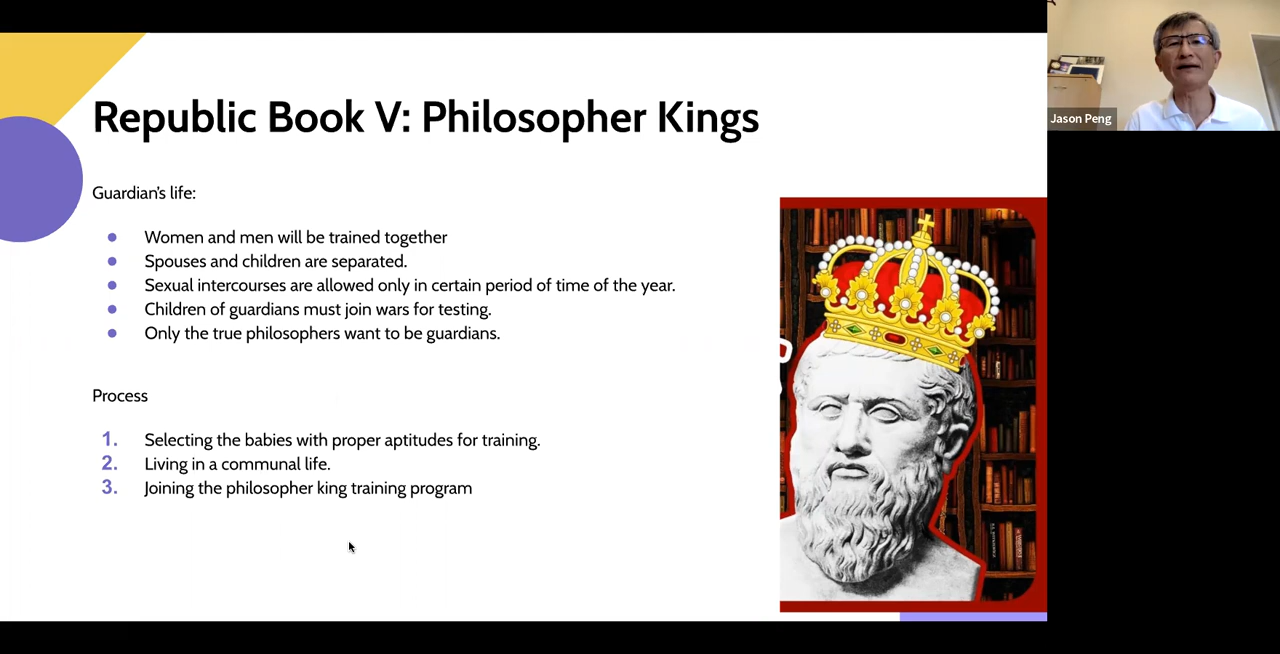 Republic Book V: Philosopher Kings
Guardian's life:
● Women and men will be trained together
● Spouses and children are separated.
● Sexual intercourses are allowed only in certain period of time of the year.
● Children of guardians must join wars for testing.
● Only the true philosophers want to be guardians.
Process
1. Selecting the babies with proper aptitudes for training.
2. Living in a communal life.
3. Joining the philosopher king training program
Jason Peng